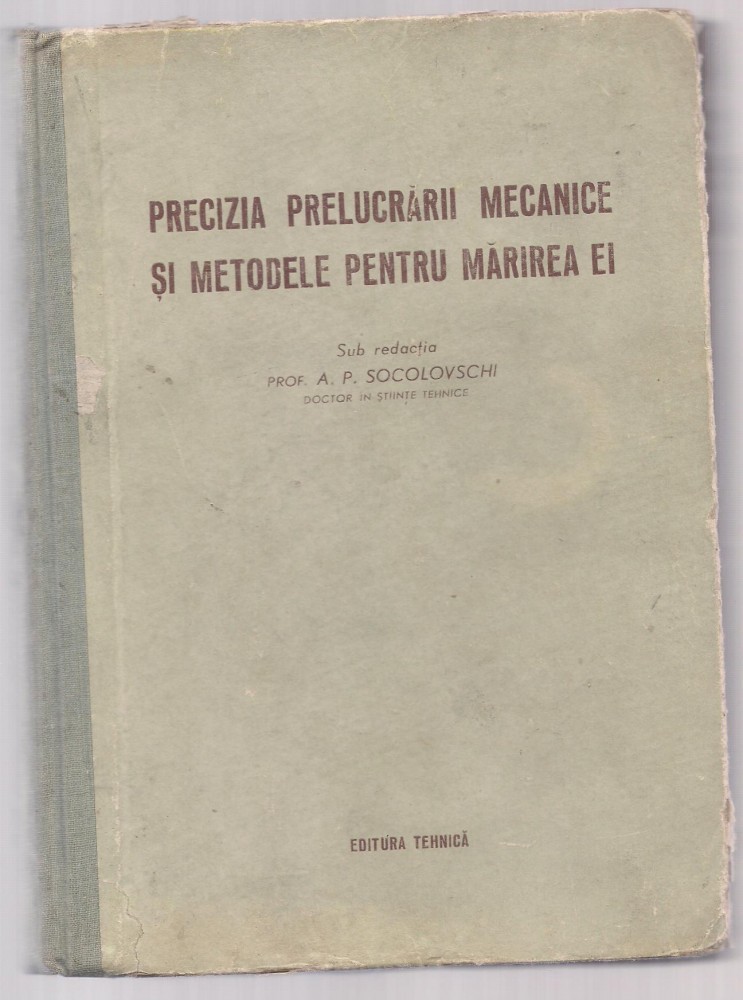 PRECIZIA PRELUCRĂRII MECANICE
ȘI METODELE PENTRU MĂRIREA EI
Sub redacția
PROF. A. P. SOCOLOVSCHI
DOCTOR IN ȘTIINȚE TEHNICE
EDITURA TEHNICĂ